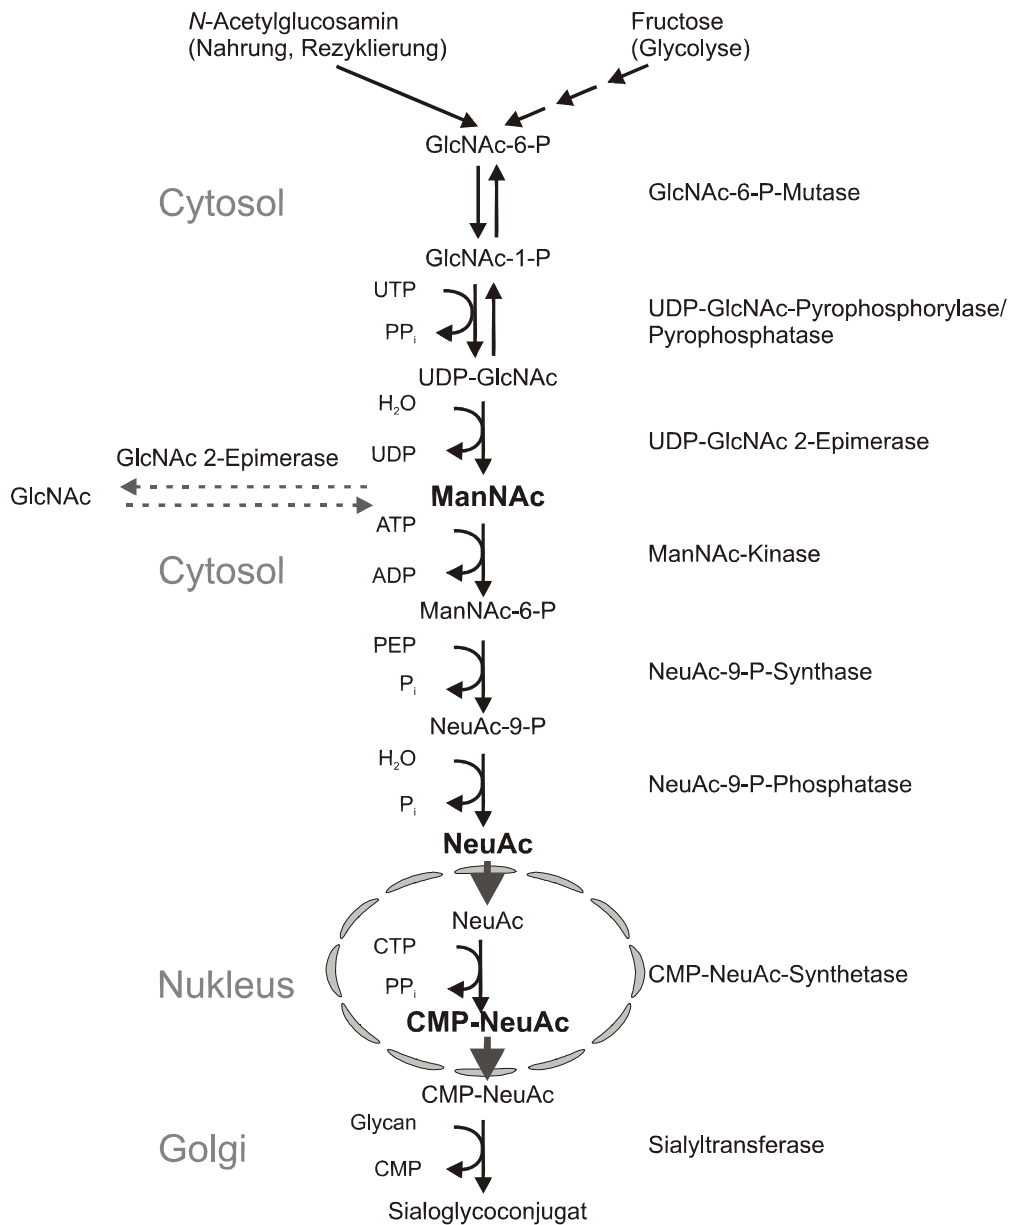 N-Acetylglucosamin
(Nahrung, Rezyklierung)
Fructose
(Glycolyse)
GlcNAc-6-P
Cytosol
GlcNAc-6-P-Mutase
GlcNAc-1-P
UTP
PPi
UDP-GlcNAc-Pyrophosphorylase/
Pyrophosphatase
UDP-GlcNAc
H2O
UDP
UDP-GlcNAc 2-Epimerase
GlcNAc 2-Epimerase
GlcNAc
ManNAc
ATP
ADP
ManNAc-Kinase
Cytosol
ManNAc-6-P
PEP
Pi
NeuAc-9-P-Synthase
NeuAc-9-P
H2O
Pi
NeuAc-9-P-Phosphatase
NeuAc
NeuAc
CTP
PPi
Nukleus
CMP-NeuAc-Synthetase
CMP-NeuAc
CMP-NeuAc
Glycan
CMP
Golgi
Sialyltransferase
Sialoglycoconjugat